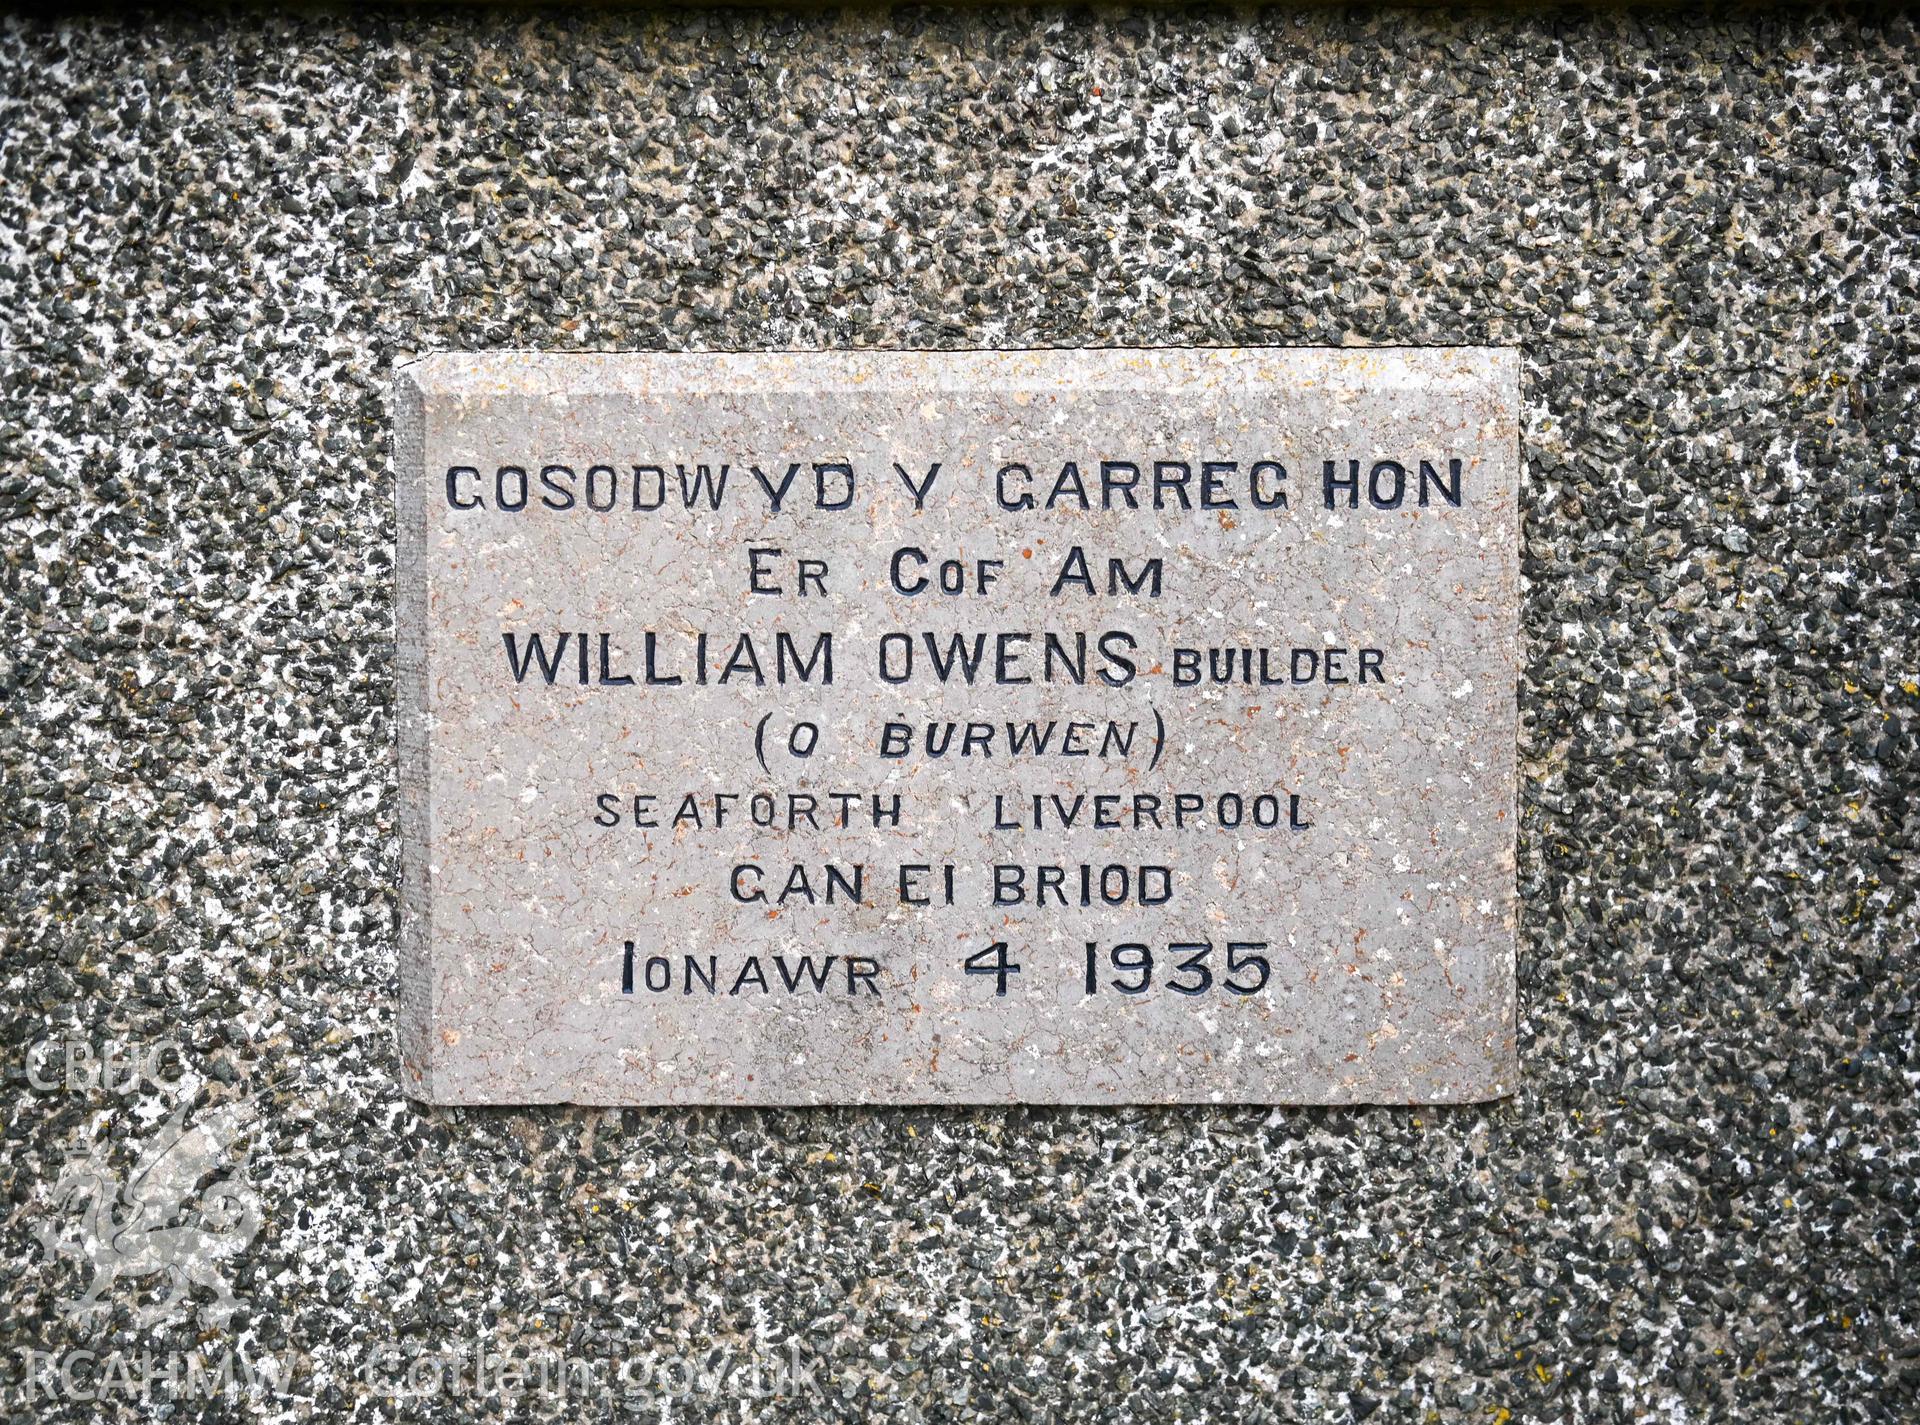 GOSODWYD Y GARREG HON
ER COF AM
WILLIAM OWENS BUILDER
(O BURWEN)
SEAFORTH LIVERPOOL
GAN EI BRIOD
IONAWR 4 1935
CBHC
RCAHMW Coflein.gov.uk